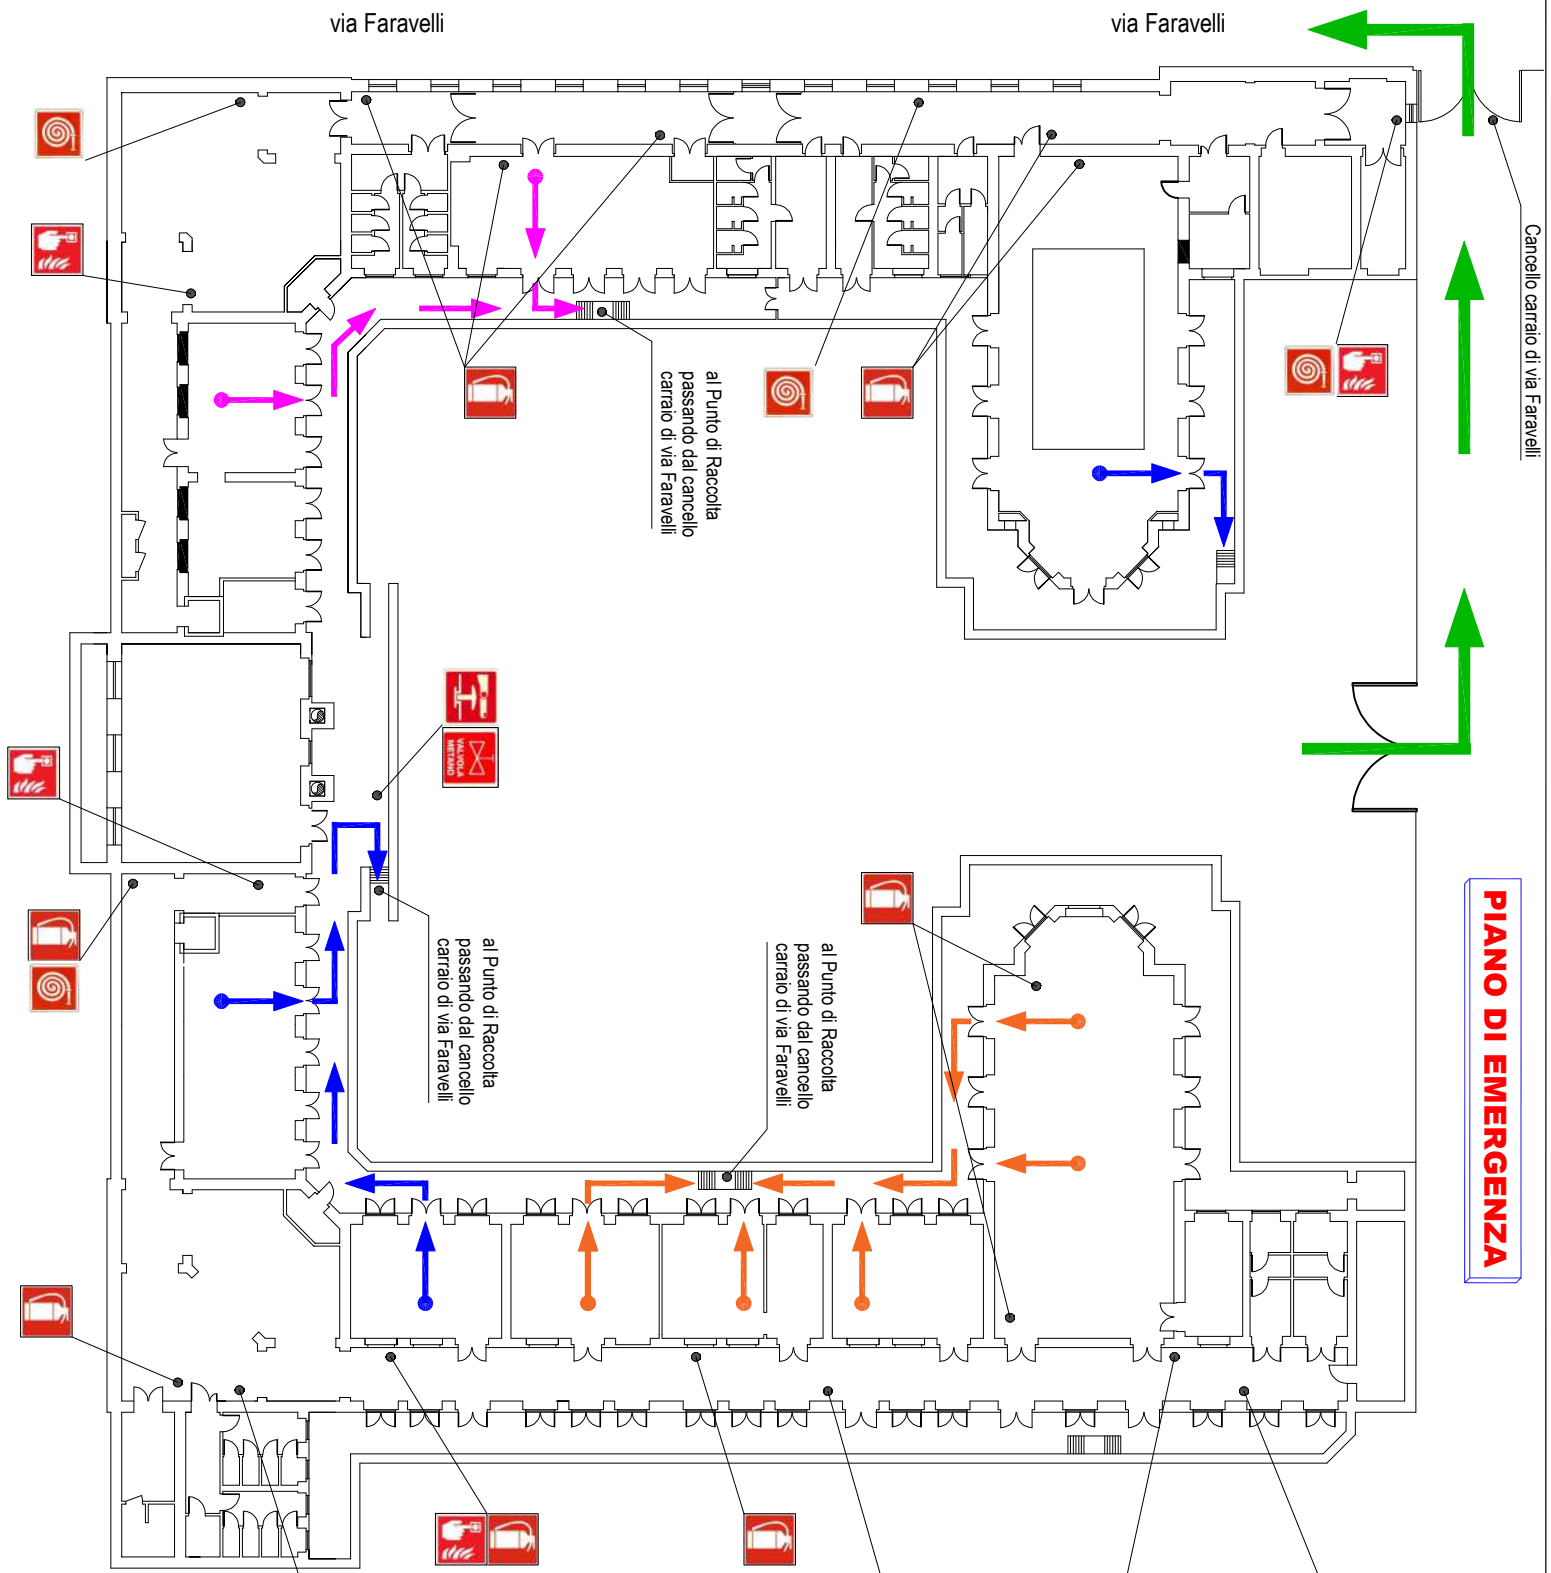 via Faravelli
via Faravelli
Cancello carraio di via Faravelli
al Punto di Raccolta
passando dal cancello
carraio di via Faravelli
VALVOLA
METANO
PIANO DI EMERGENZA
al Punto di Raccolta
passando dal cancello
carraio di via Faravelli
al Punto di Raccolta
passando dal cancello
carraio di via Faravelli